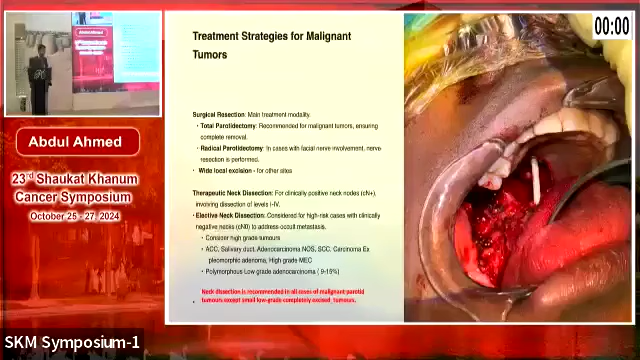 00:00
Abdul Ahmed
23rd Shaukat Khanum
Cancer Symposium
October 25 - 27, 2024
Treatment Strategies for Malignant
Tumors
Surgical Resection: Main treatment modality.
• Total Parotidectomy: Recommended for malignant tumors, ensuring
complete removal.
• Radical Parotidectomy: In cases with facial nerve involvement, nerve
resection is performed.
• Wide local excision - for other sites
Therapeutic Neck Dissection: For clinically positive neck nodes (cN+),
involving dissection of levels I-IV.
• Elective Neck Dissection: Considered for high-risk cases with clinically
negative necks (cN0) to address occult metastasis.
• Consider high grade tumours
• ACC, Salivary duct, Adenocarcinoma NOS, SCC, Carcinoma Ex
pleomorphic adenoma, High grade MEC
• Polymorphous Low grade adenocarcinoma ( 9-15%)
Neck dissection is recommended in all cases of malignant parotid
tumours except small low-grade completely excised tumours.
SKM Symposium-1